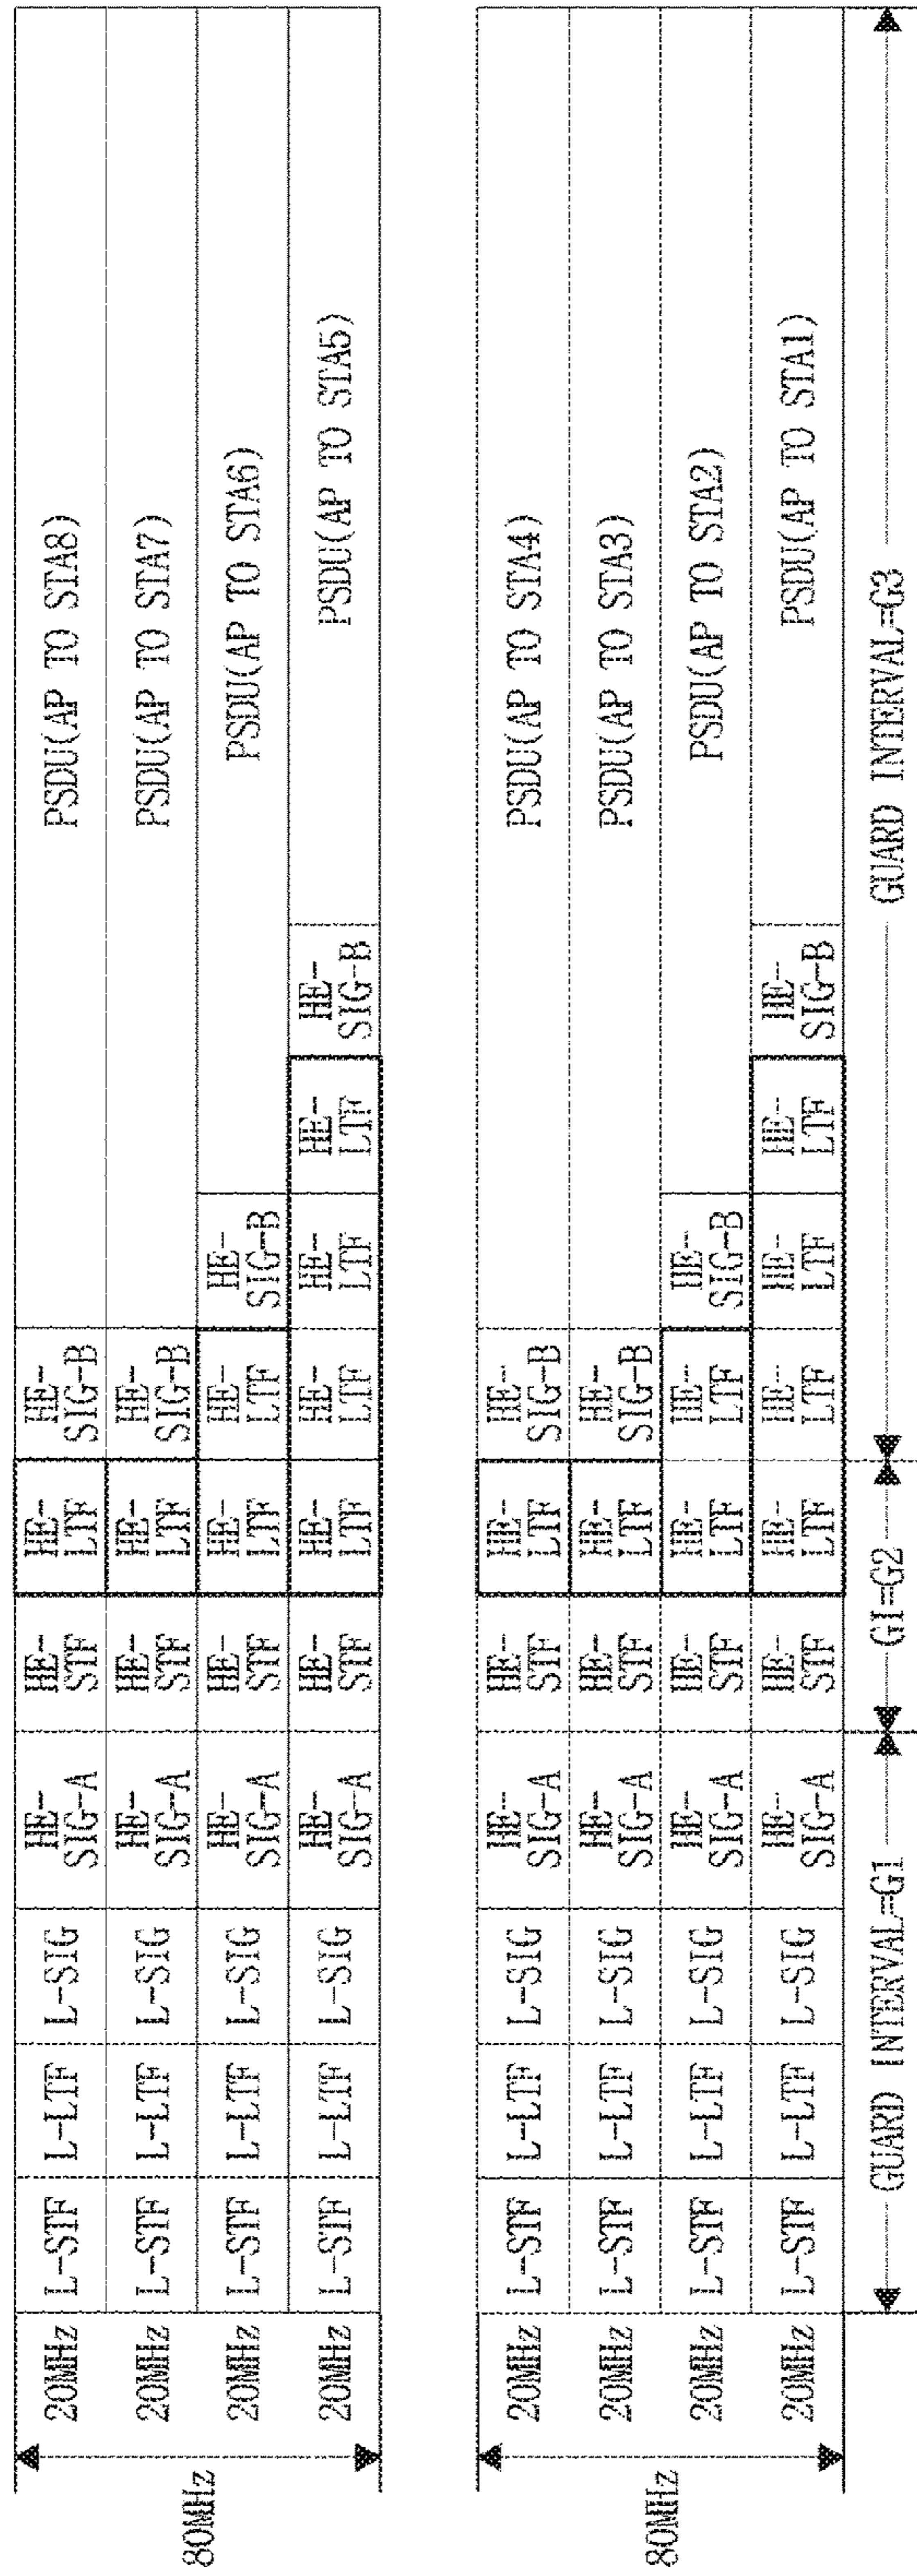 80MHz
20MHz L-STF L-LTF L-SIG HE-SIG-A HE-STF HE-LTF HE-SIG-B PSDU(AP TO STA8)
20MHz L-STF L-LTF L-SIG HE-SIG-A HE-STF HE-LTF HE-SIG-B PSDU(AP TO STA7)
20MHz L-STF L-LTF L-SIG HE-SIG-A HE-STF HE-LTF HE-LTF HE-SIG-B PSDU(AP TO STA6)
20MHz L-STF L-LTF L-SIG HE-SIG-A HE-STF HE-LTF HE-LTF HE-LTF HE-LTF HE-SIG-B PSDU(AP TO STA5)
80MHz
20MHz L-STF L-LTF L-SIG HE-SIG-A HE-STF HE-LTF HE-SIG-B PSDU(AP TO STA4)
20MHz L-STF L-LTF L-SIG HE-SIG-A HE-STF HE-LTF HE-SIG-B PSDU(AP TO STA3)
20MHz L-STF L-LTF L-SIG HE-SIG-A HE-STF HE-LTF HE-LTF HE-SIG-B PSDU(AP TO STA2)
20MHz L-STF L-LTF L-SIG HE-SIG-A HE-STF HE-LTF HE-LTF HE-LTF HE-LTF HE-SIG-B PSDU(AP TO STA1)
GUARD INTERVAL=G1 GI=G2 GUARD INTERVAL=G3